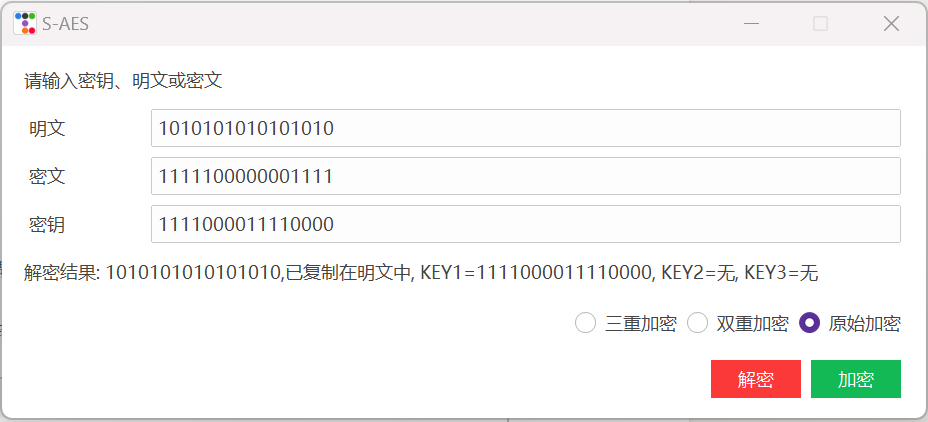 S-AES
请输入密钥、明文或密文
明文 1010101010101010
密文 1111100000001111
密钥 1111000011110000
解密结果: 1010101010101010,已复制在明文中, KEY1=1111000011110000, KEY2=无, KEY3=无
三重加密 双重加密 原始加密
解密 加密